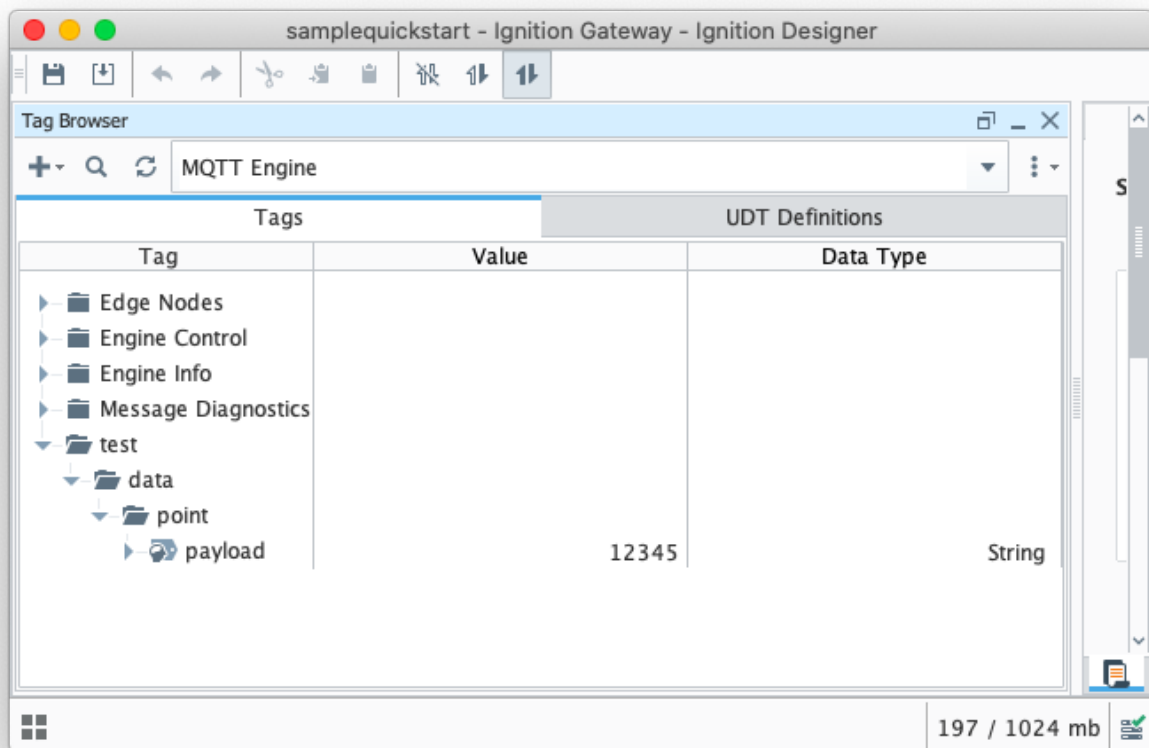 samplequickstart - Ignition Gateway - Ignition Designer
Tag Browser
MQTT Engine
S
Tags UDT Definitions
Tag Value Data Type
Edge Nodes
Engine Control
Engine Info
Message Diagnostics
test
data
point
payload 12345 String
197 / 1024 mb